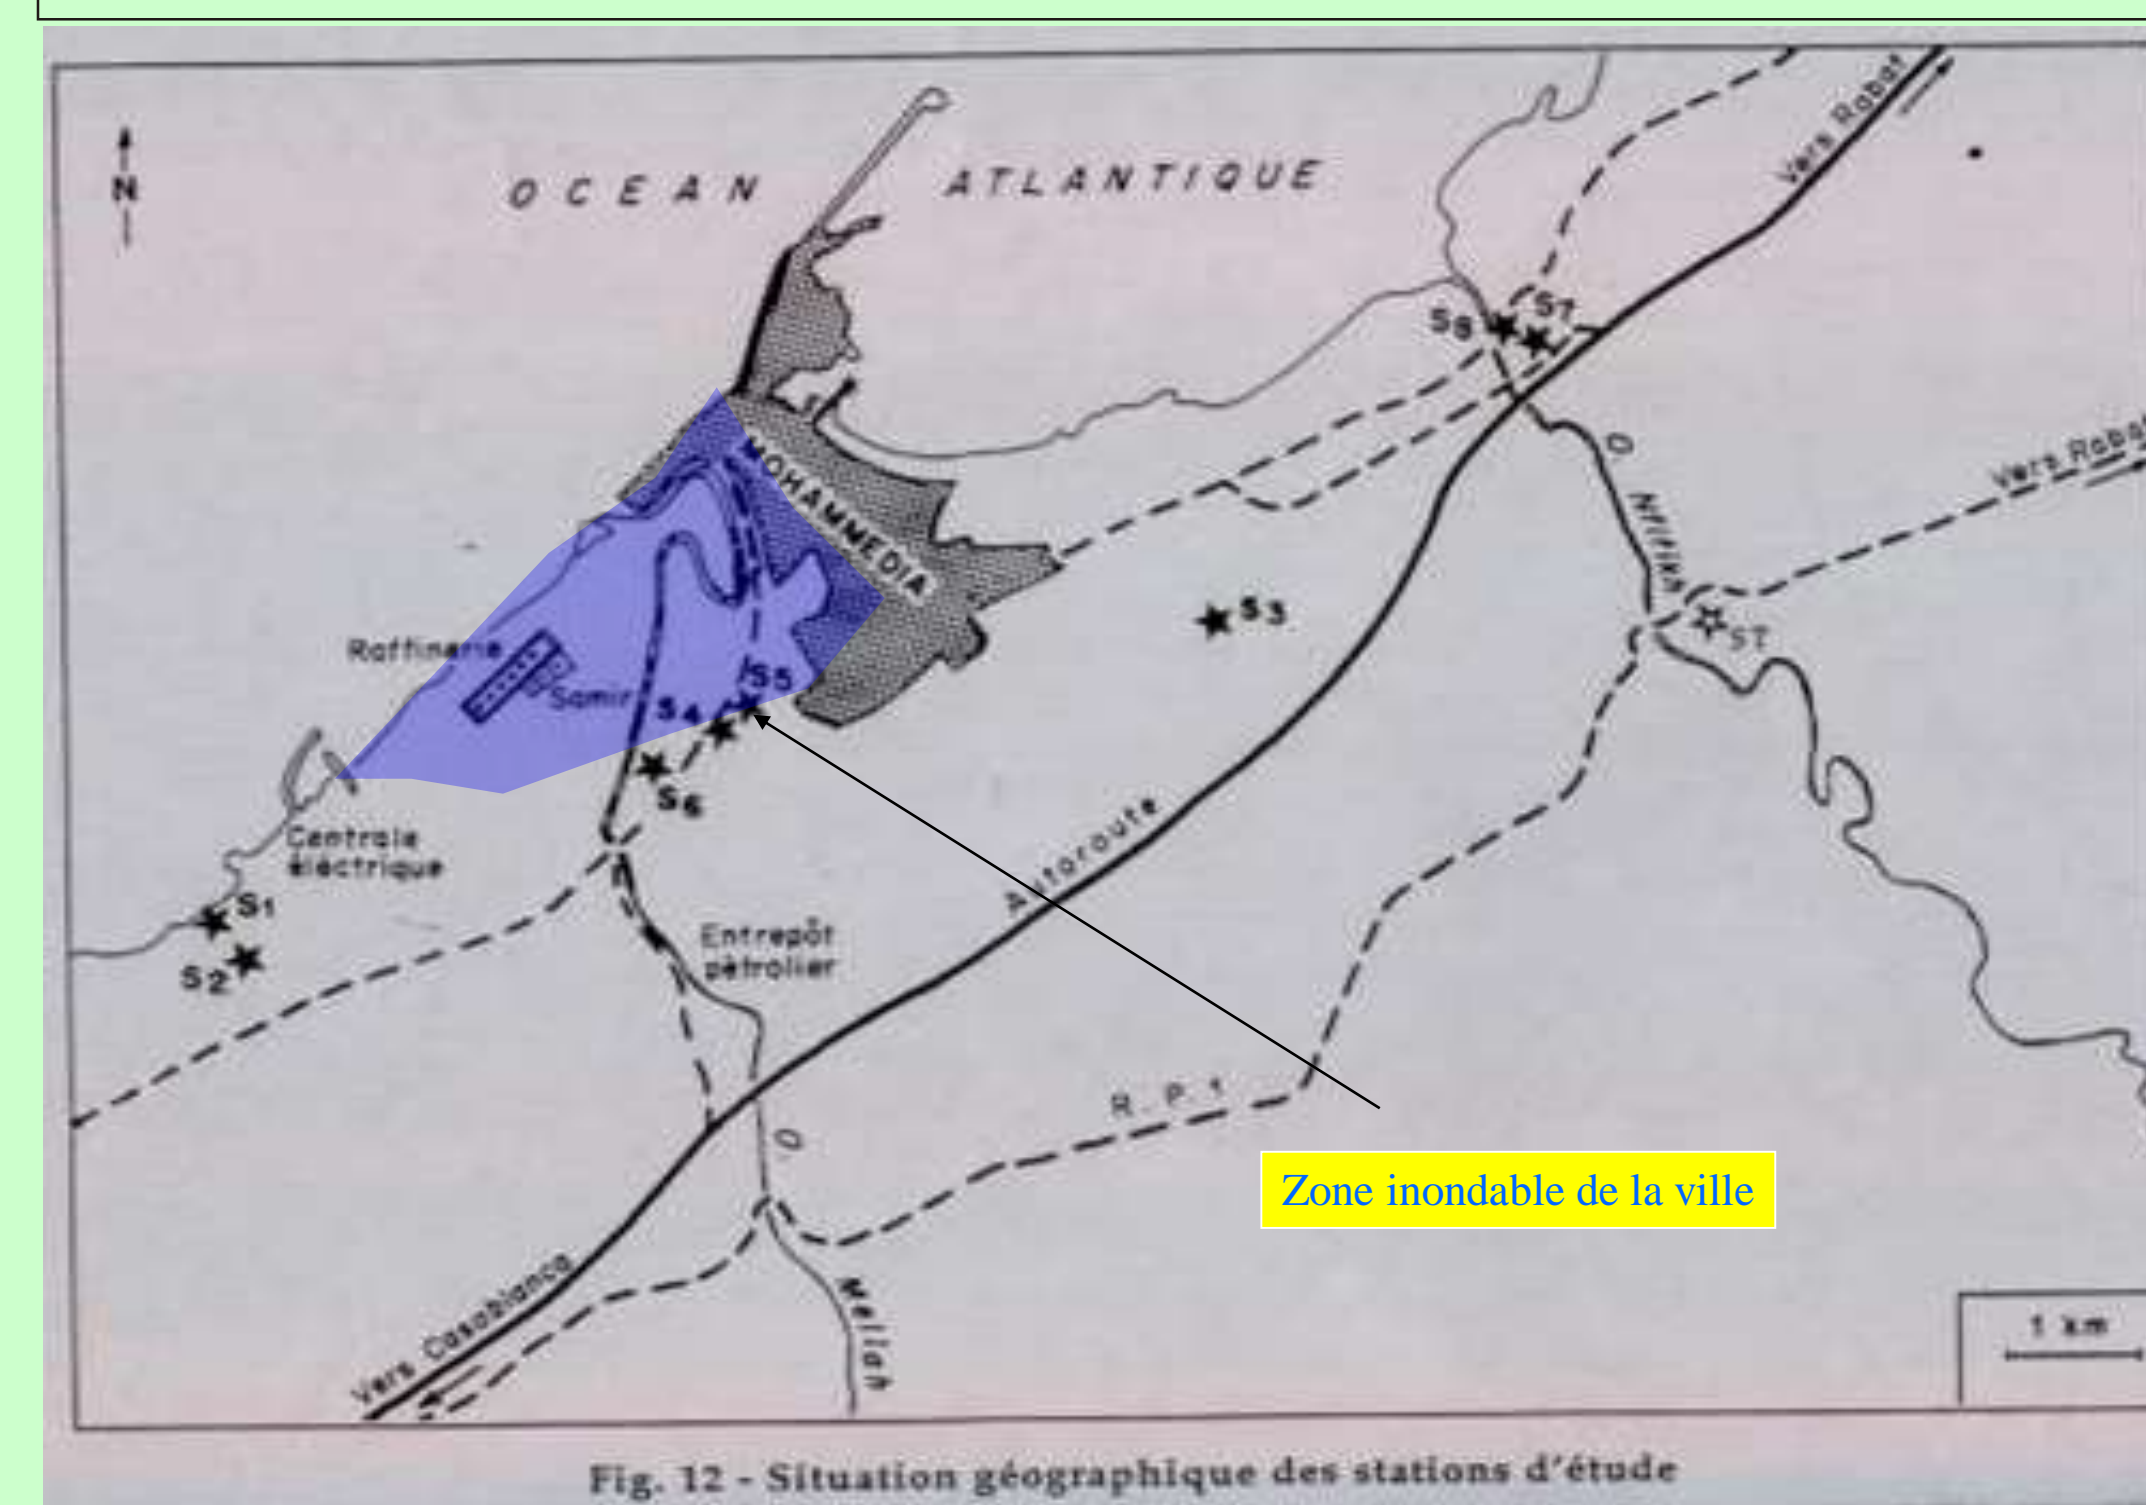 N
OCEAN ATLANTIQUE
Vers Rabat
S8
S7
MOHAMMEDIA
O
Nfifikh
Vers Rabat
S3
S7
Raffinerie
Samir
S5
S4
S6
Centrale
éléctrique
S1
S2
Autoroute
Entrepôt
pétrolier
R.P.1
O
Mellah
Zone inondable de la ville
Vers Casablanca
1 km
Fig. 12 - Situation géographique des stations d'étude